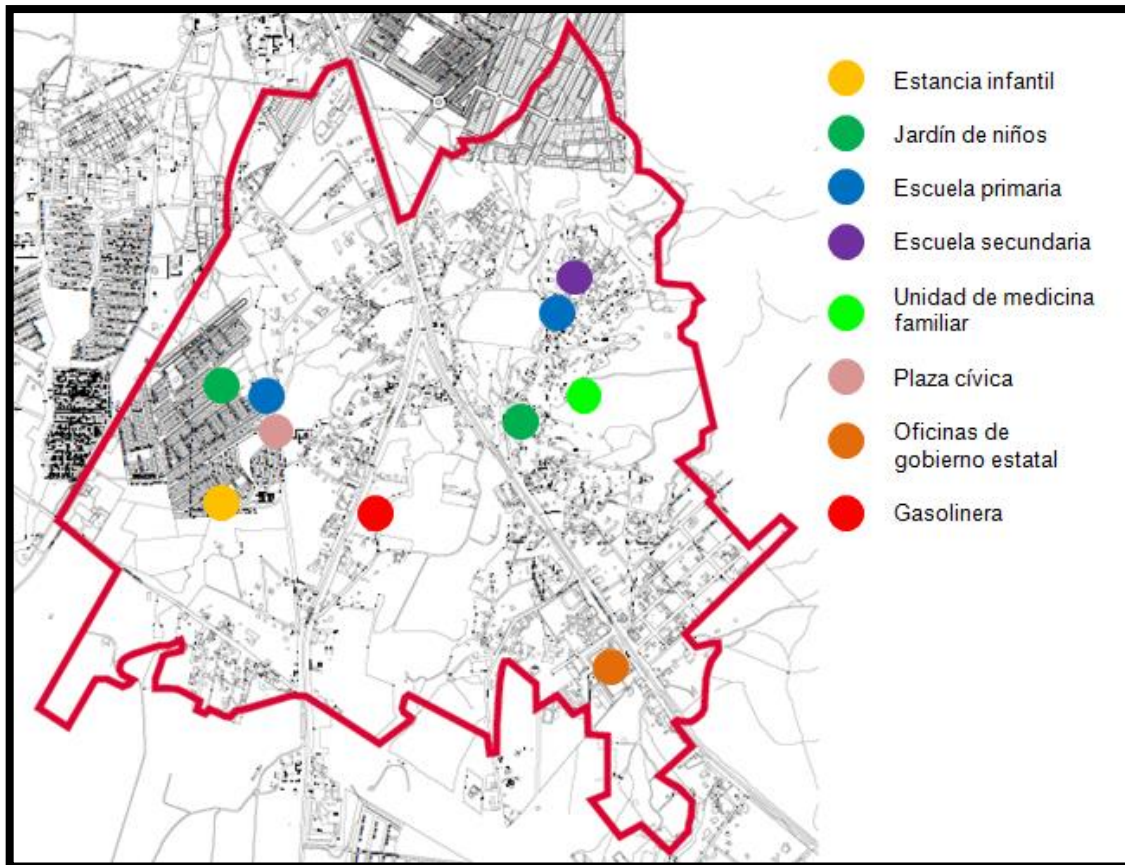 Estancia infantil
Jardín de niños
Escuela primaria
Escuela secundaria
Unidad de medicina
familiar
Plaza cívica
Oficinas de
gobierno estatal
Gasolinera